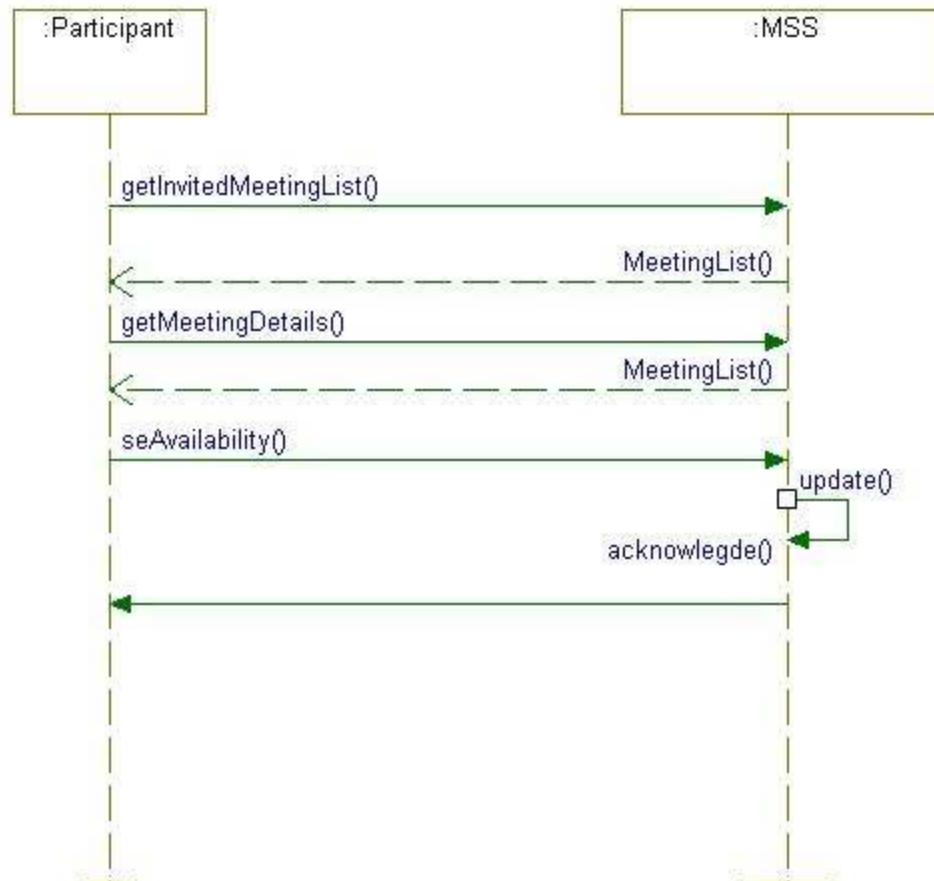 :Participant
:MSS
getInvitedMeetingList()
MeetingList()
getMeetingDetails()
MeetingList()
seAvailability()
update()
acknowlegde()